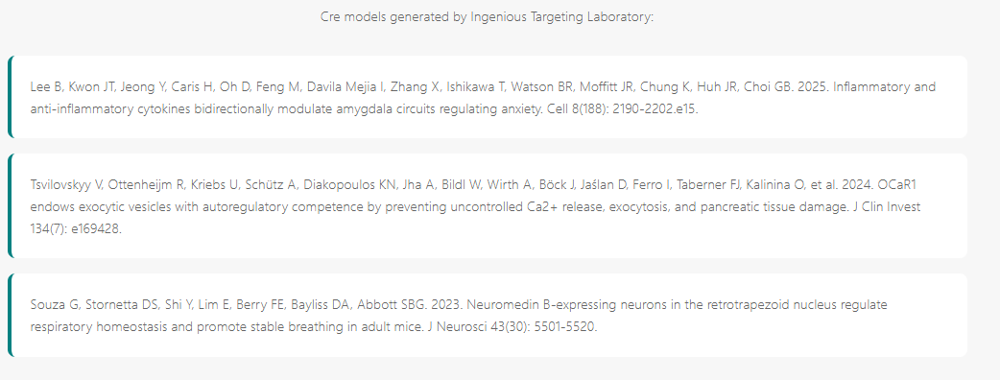 Cre models generated by Ingenious Targeting Laboratory:
Lee B, Kwon JT, Jeong Y, Caris H, Oh D, Feng M, Davila Mejia I, Zhang X, Ishikawa T, Watson BR, Moffitt JR, Chung K, Huh JR, Choi GB. 2025. Inflammatory and
anti-inflammatory cytokines bidirectionally modulate amygdala circuits regulating anxiety. Cell 8(188): 2190-2202.e15.
Tsvilovskyy V, Ottenheijm R, Kriebs U, Schütz A, Diakopoulos KN, Jha A, Bildl W, Wirth A, Böck J, Jaślan D, Ferro I, Taberner FJ, Kalinina O, et al. 2024. OCaR1
endows exocytic vesicles with autoregulatory competence by preventing uncontrolled Ca2+ release, exocytosis, and pancreatic tissue damage. J Clin Invest
134(7): e169428.
Souza G, Stornetta DS, Shi Y, Lim E, Berry FE, Bayliss DA, Abbott SBG. 2023. Neuromedin B-expressing neurons in the retrotrapezoid nucleus regulate
respiratory homeostasis and promote stable breathing in adult mice. J Neurosci 43(30): 5501-5520.